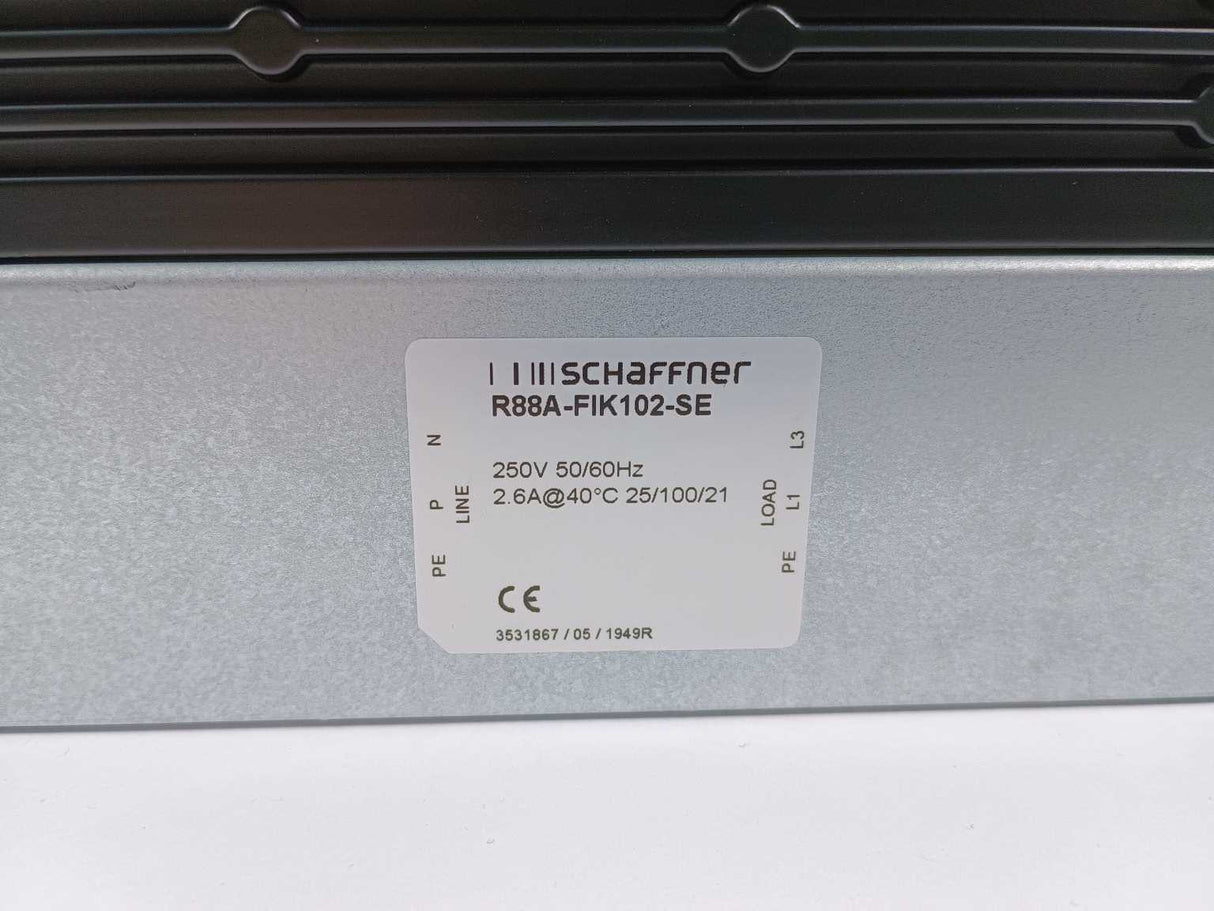 SCHAFFNER
R88A-FIK102-SE
250V 50/60Hz
2.6A@40°C 25/100/21
N
P
LINE
PE
L3
LOAD
L1
PE
CE
3531867 / 05 / 1949R